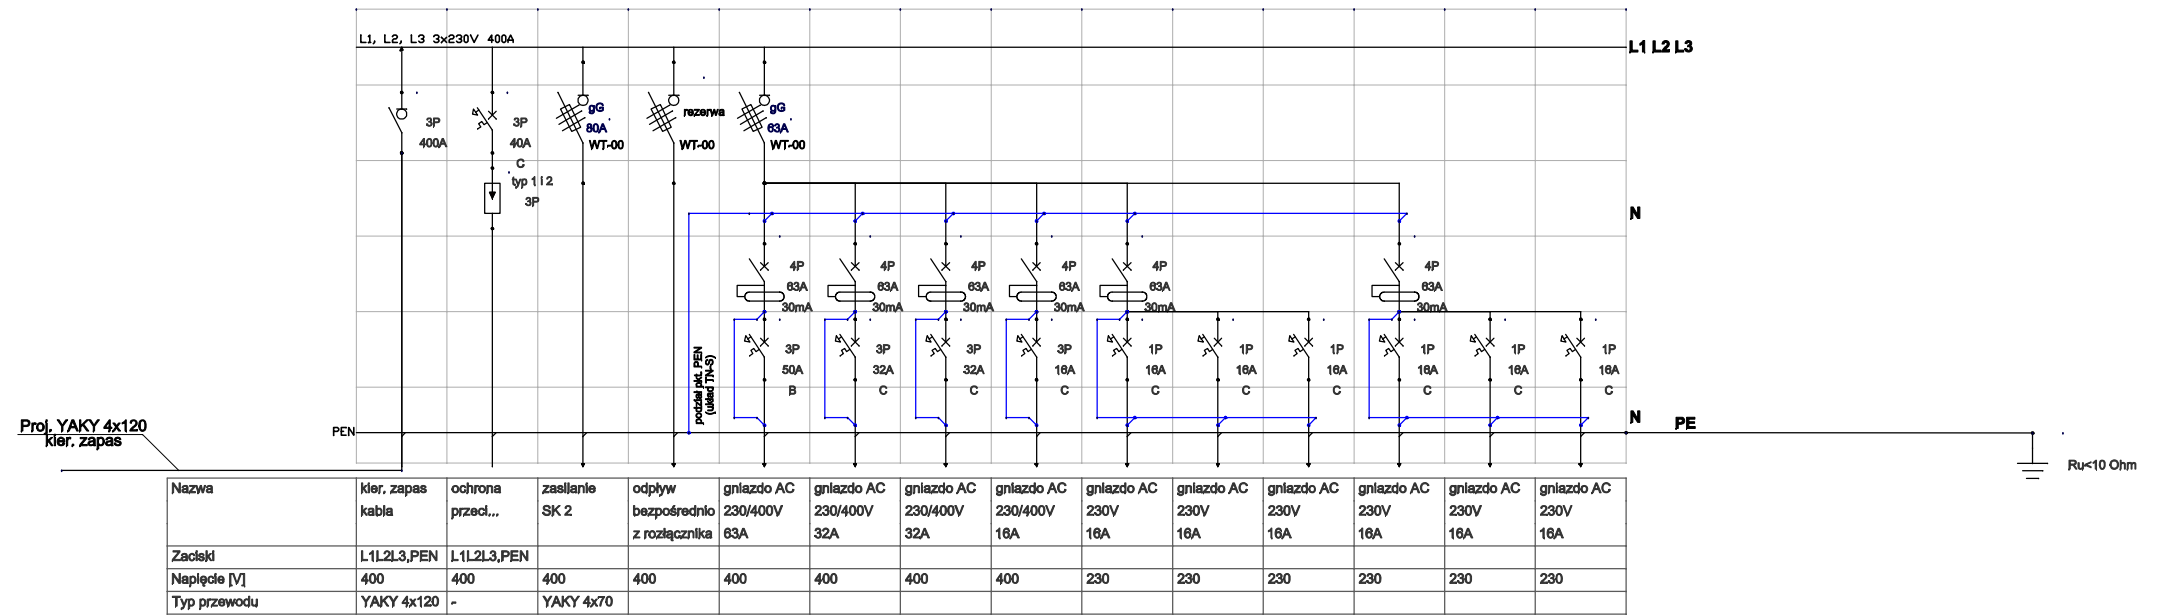 L1, L2, L3 3x230V 400A
L1 L2 L3
3P
400A
3P
40A
C
typ 1 i 2
3P
gG
80A
WT-00
rezerwa
WT-00
gG
63A
WT-00
N
4P
63A
30mA
4P
63A
30mA
4P
63A
30mA
4P
63A
30mA
4P
63A
30mA
4P
63A
30mA
podział pkt. PEN
(układ TN-S)
3P
50A
B
3P
32A
C
3P
32A
C
3P
16A
C
1P
16A
C
1P
16A
C
1P
16A
C
1P
16A
C
1P
16A
C
1P
16A
C
N
PE
PEN
Proj. YAKY 4x120
kier. zapas
Ru<10 Ohm
Nazwa kier. zapas ochrona zasilanie odpływ gniazdo AC gniazdo AC gniazdo AC gniazdo AC gniazdo AC gniazdo AC gniazdo AC gniazdo AC gniazdo AC gniazdo AC
kabla przeci... SK 2 bezpośrednio 230/400V 230/400V 230/400V 230/400V 230V 230V 230V 230V 230V 230V
z rozłącznika 63A 32A 32A 16A 16A 16A 16A 16A 16A 16A
Zaciski L1L2L3,PEN L1L2L3,PEN
Napięcie [V] 400 400 400 400 400 400 400 400 230 230 230 230 230 230
Typ przewodu YAKY 4x120 - YAKY 4x70